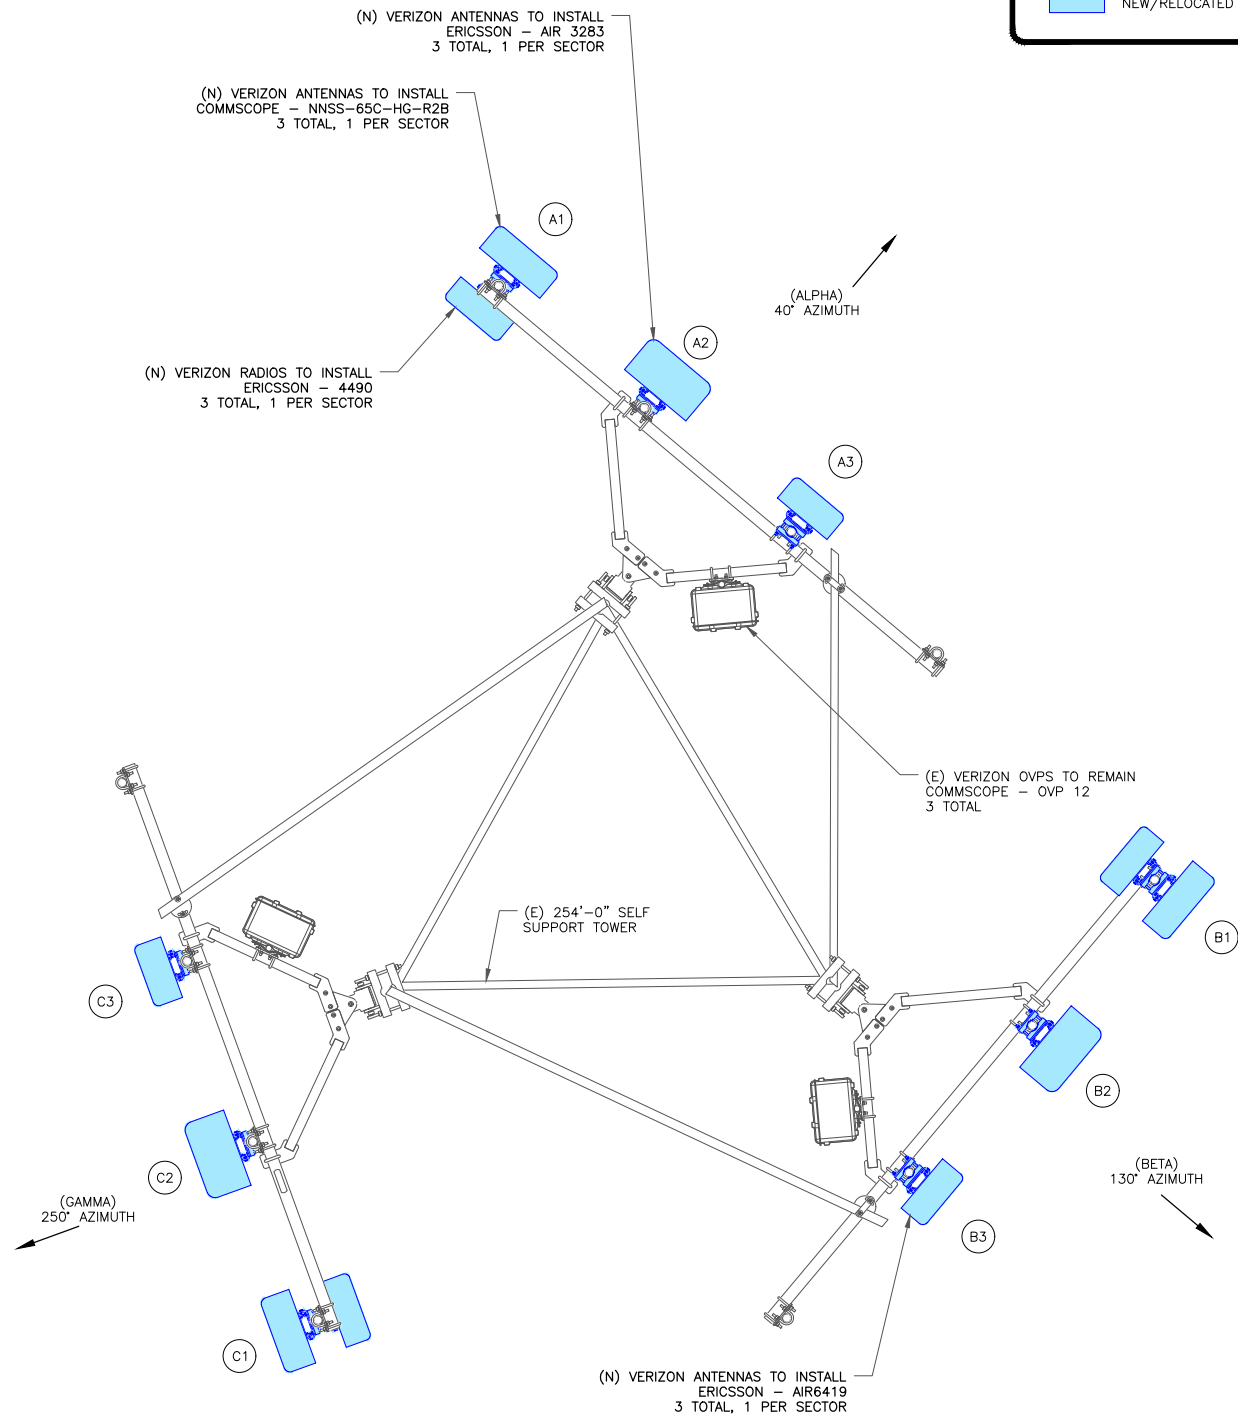 (N) VERIZON ANTENNAS TO INSTALL
ERICSSON – AIR 3283
3 TOTAL, 1 PER SECTOR
NEW/RELOCATED
(N) VERIZON ANTENNAS TO INSTALL
COMMSCOPE – NNSS–65C–HG–R2B
3 TOTAL, 1 PER SECTOR
A1
(ALPHA)
40° AZIMUTH
A2
(N) VERIZON RADIOS TO INSTALL
ERICSSON – 4490
3 TOTAL, 1 PER SECTOR
A3
(E) VERIZON OVPS TO REMAIN
COMMSCOPE – OVP 12
3 TOTAL
(E) 254'–0" SELF
SUPPORT TOWER
B1
C3
B2
C2
(BETA)
130° AZIMUTH
(GAMMA)
250° AZIMUTH
B3
C1
(N) VERIZON ANTENNAS TO INSTALL
ERICSSON – AIR6419
3 TOTAL, 1 PER SECTOR